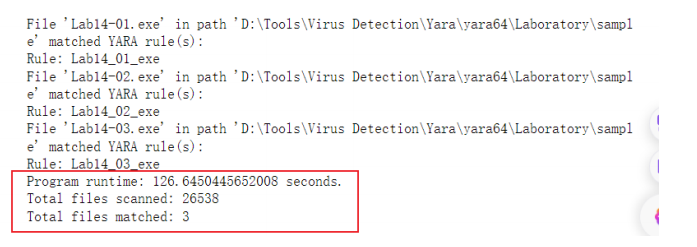 File 'Lab14-01.exe' in path 'D:\Tools\Virus Detection\Yara\yara64\Laboratory\sampl
e' matched YARA rule(s):
Rule: Lab14_01_exe
File 'Lab14-02.exe' in path 'D:\Tools\Virus Detection\Yara\yara64\Laboratory\sampl
e' matched YARA rule(s):
Rule: Lab14_02_exe
File 'Lab14-03.exe' in path 'D:\Tools\Virus Detection\Yara\yara64\Laboratory\sampl
e' matched YARA rule(s):
Rule: Lab14_03_exe
Program runtime: 126.6450445652008 seconds.
Total files scanned: 26538
Total files matched: 3